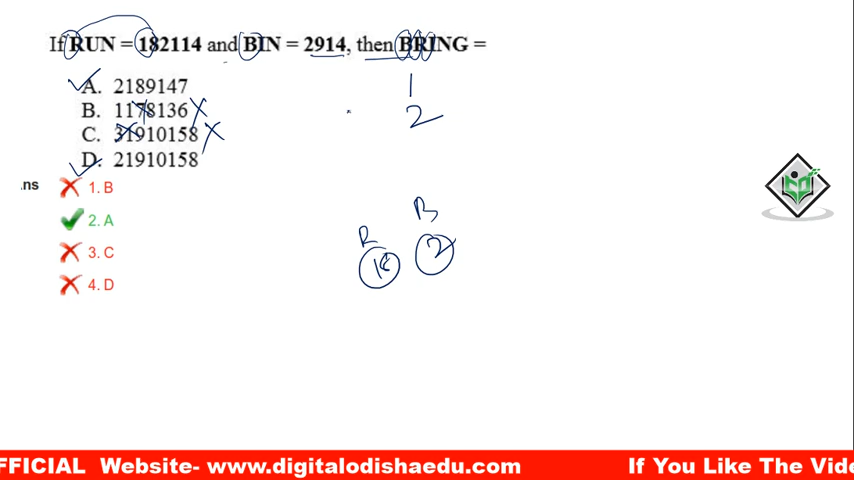 If RUN = 182114 and BIN = 2914, then BRING =
A. 2189147
B. 1178136
C. 31910158
D. 21910158
ns
1. B
2. A
3. C
4. D
1
2
B
R
2
18
FFICIAL Website- www.digitalodishaedu.com If You Like The Vide